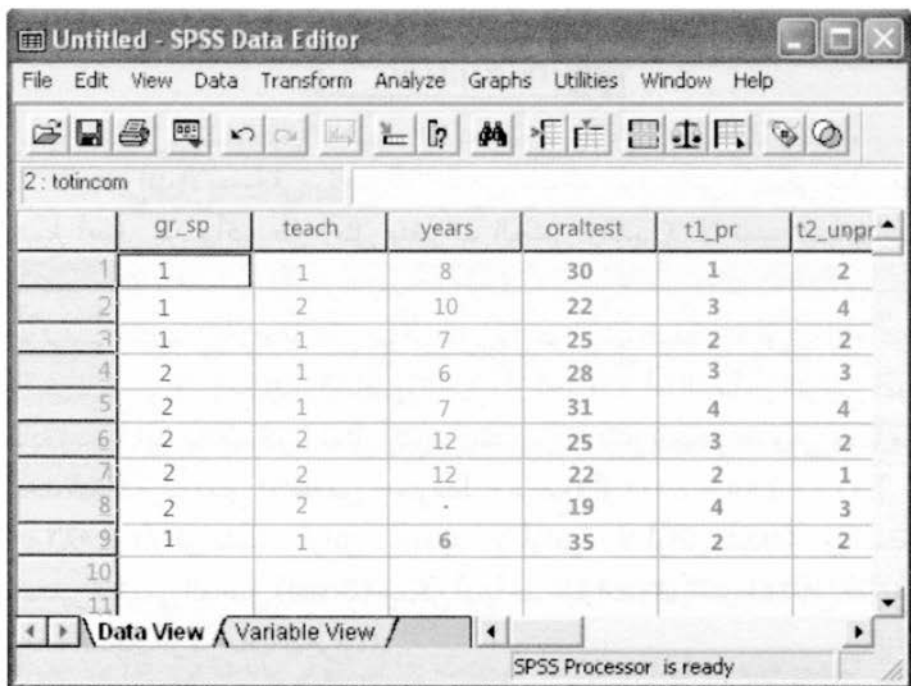 Untitled - SPSS Data Editor
File Edit View Data Transform Analyze Graphs Utilities Window Help
2 : totincom
gr_sp teach years oraltest t1_pr t2_unpr
1 1 1 8 30 1 2
2 1 2 10 22 3 4
3 1 1 7 25 2 2
4 2 1 6 28 3 3
5 2 1 7 31 4 4
6 2 2 12 25 3 2
7 2 2 12 22 2 1
8 2 2 . 19 4 3
9 1 1 6 35 2 2
10
11
Data View Variable View
SPSS Processor is ready